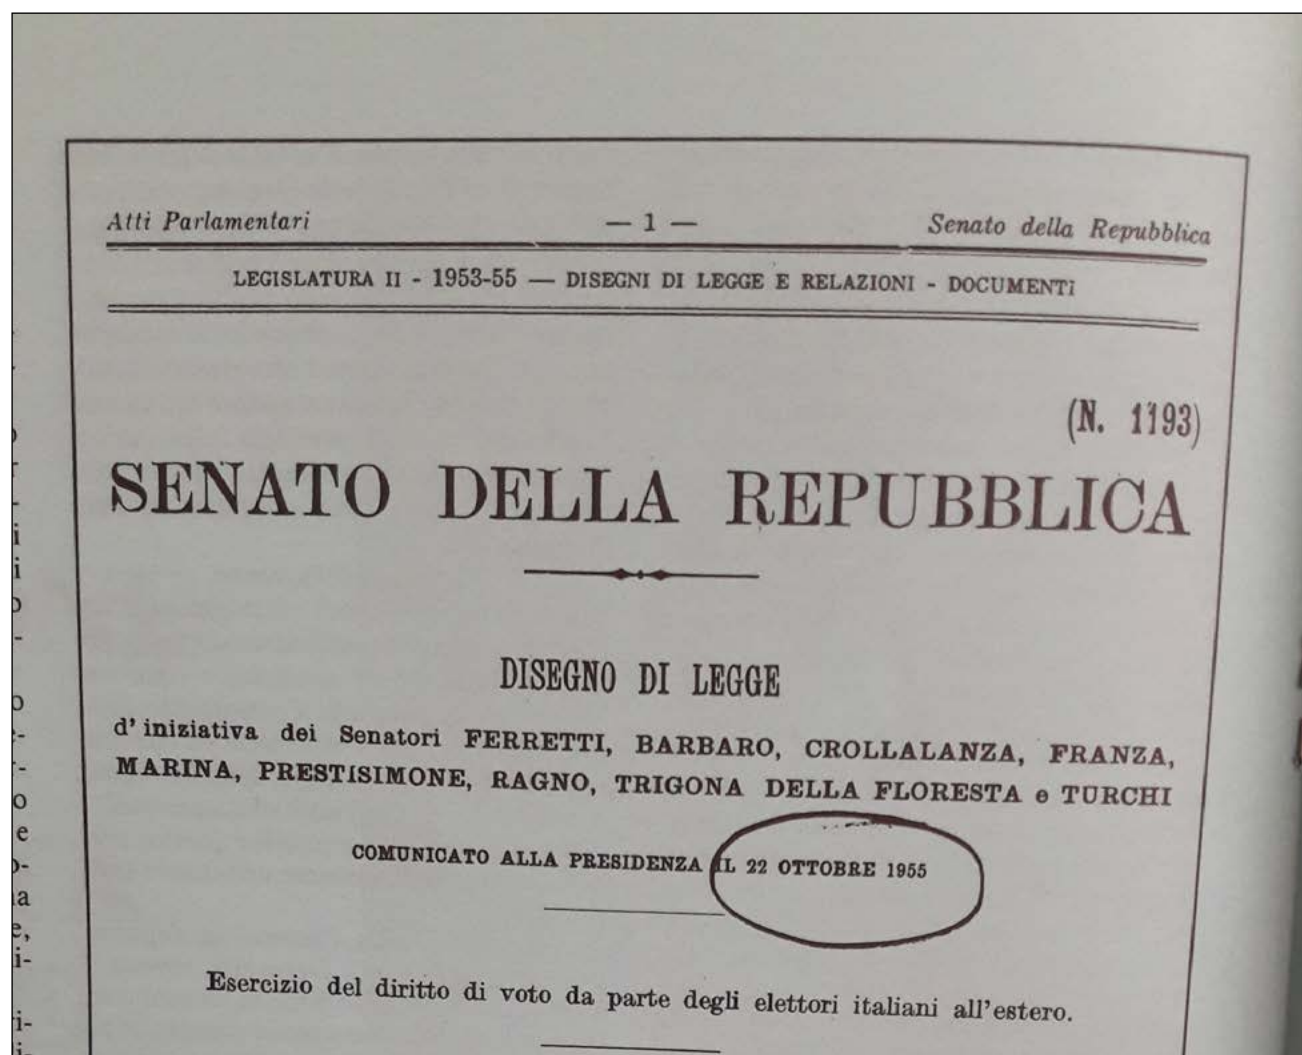 Atti Parlamentari — 1 — Senato della Repubblica
LEGISLATURA II - 1953-55 — DISEGNI DI LEGGE E RELAZIONI - DOCUMENTI
(N. 1193)
SENATO DELLA REPUBBLICA
DISEGNO DI LEGGE
d' iniziativa dei Senatori FERRETTI, BARBARO, CROLLALANZA, FRANZA,
MARINA, PRESTISIMONE, RAGNO, TRIGONA DELLA FLORESTA e TURCHI
COMUNICATO ALLA PRESIDENZA IL 22 OTTOBRE 1955
Esercizio del diritto di voto da parte degli elettori italiani all'estero.